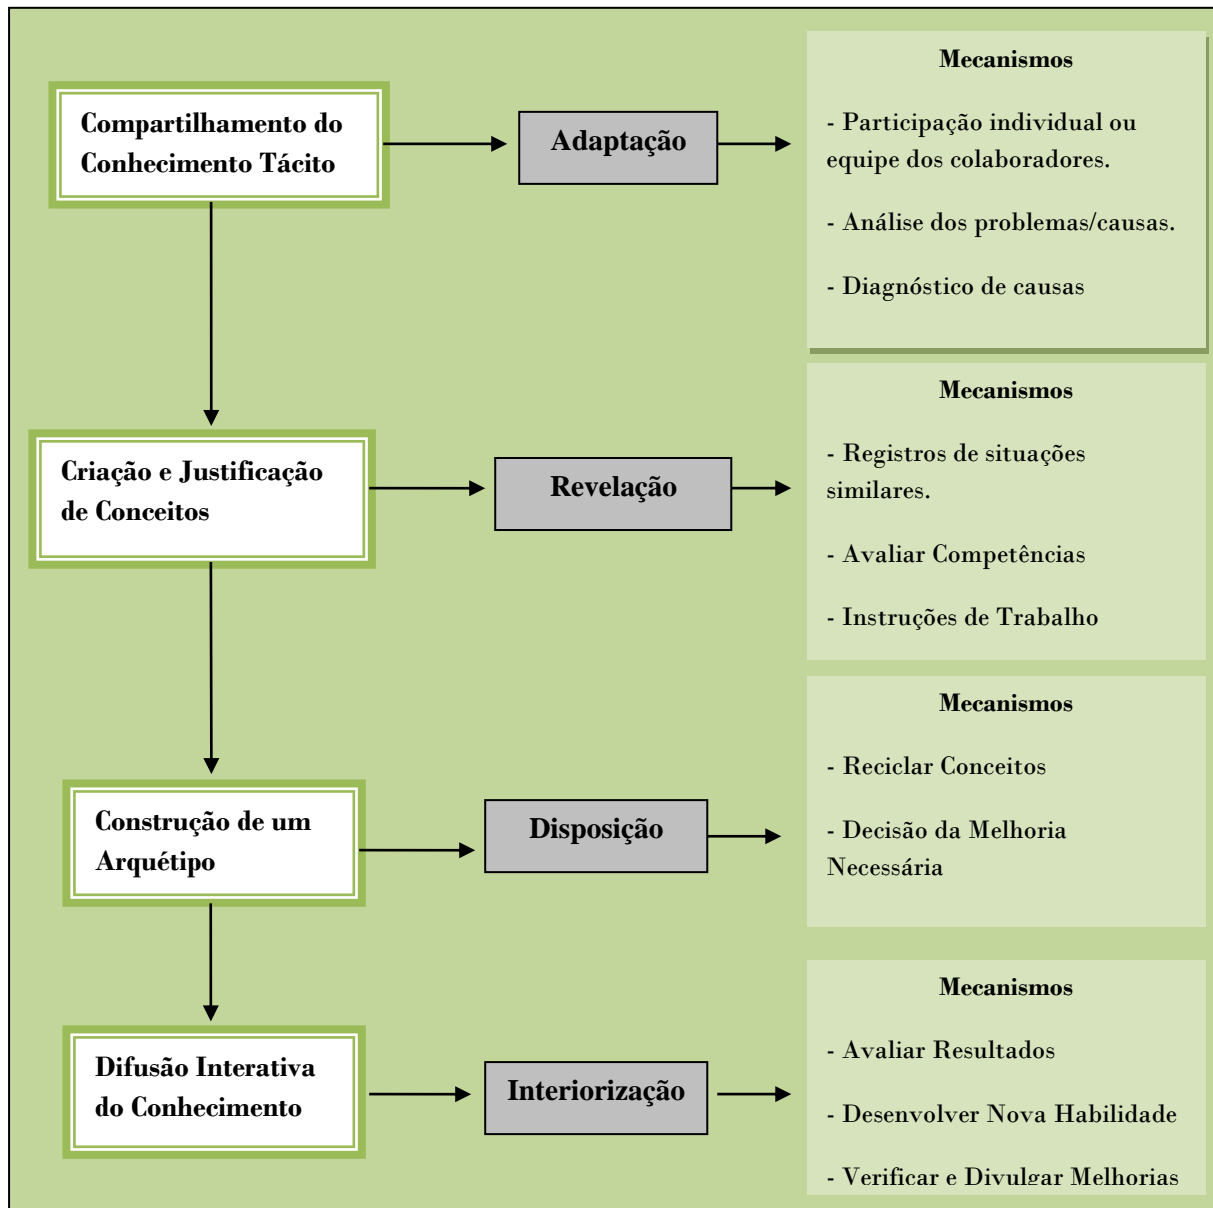 Compartilhamento do
Conhecimento Tácito
Adaptação
Mecanismos
- Participação individual ou
equipe dos colaboradores.
- Análise dos problemas/causas.
- Diagnóstico de causas
Criação e Justificação
de Conceitos
Revelação
Mecanismos
- Registros de situações
similares.
- Avaliar Competências
- Instruções de Trabalho
Construção de um
Arquétipo
Disposição
Mecanismos
- Reciclar Conceitos
- Decisão da Melhoria
Necessária
Difusão Interativa
do Conhecimento
Interiorização
Mecanismos
- Avaliar Resultados
- Desenvolver Nova Habilidade
- Verificar e Divulgar Melhorias